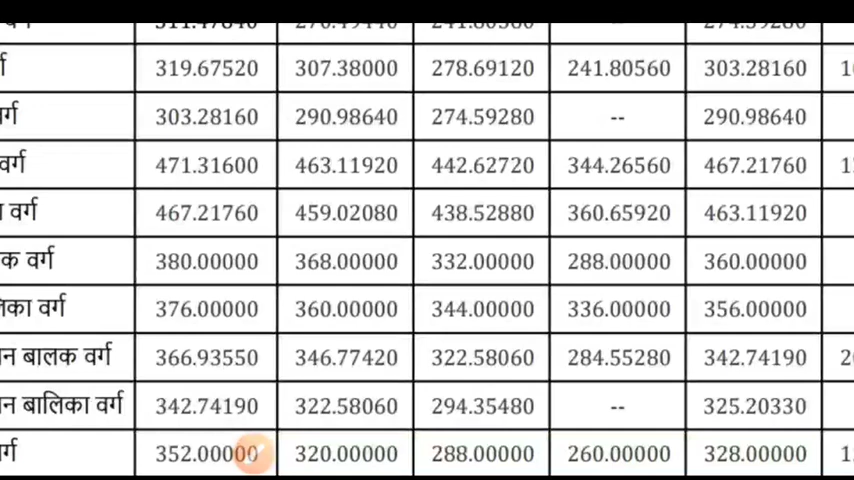 319.67520 307.38000 278.69120 241.80560 303.28160
303.28160 290.98640 274.59280 -- 290.98640
वर्ग 471.31600 463.11920 442.62720 344.26560 467.21760
वर्ग 467.21760 459.02080 438.52880 360.65920 463.11920
क वर्ग 380.00000 368.00000 332.00000 288.00000 360.00000
वर्ग 376.00000 360.00000 344.00000 336.00000 356.00000
न बालक वर्ग 366.93550 346.77420 322.58060 284.55280 342.74190
न बालिका वर्ग 342.74190 322.58060 294.35480 -- 325.20330
352.00000 320.00000 288.00000 260.00000 328.00000